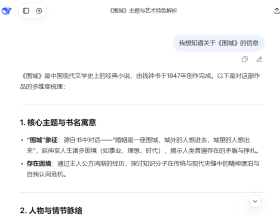 《围城》主题与艺术特色解析
我想知道关于《围城》的信息
《围城》是中国现代文学史上的经典小说，由钱钟书于1947年创作完成。以下是对这部作
品的多维度梳理：
1. 核心主题与书名寓意
• “围城”象征：源自书中对话——“婚姻是一座围城，城外的人想进去，城里的人想出
来”，延伸至人生诸多困境（如事业、理想、时代），揭示人类普遍存在的矛盾与挣扎。
• 存在困境：通过主人公方鸿渐的经历，探讨知识分子在传统与现代夹缝中的精神漂泊与
自我认同危机。
2. 人物与情节脉络